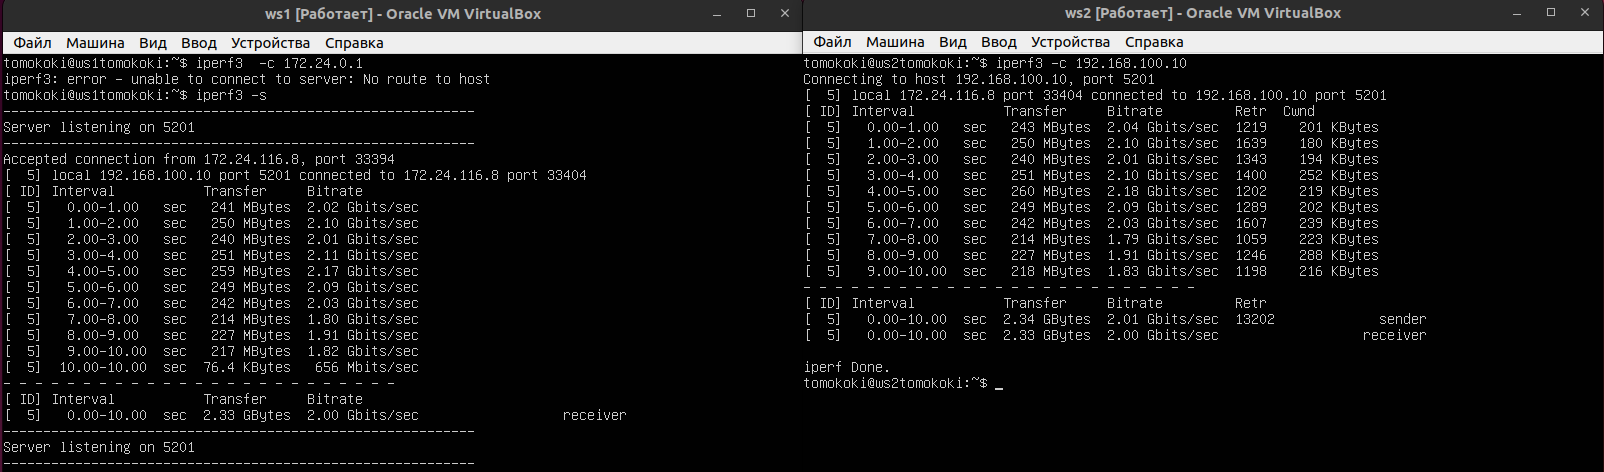 ws1 [Работает] - Oracle VM VirtualBox
Файл Машина Вид Ввод Устройства Справка
tomokoki@ws1tomokoki:~$ iperf3  -c 172.24.0.1
iperf3: error - unable to connect to server: No route to host
tomokoki@ws1tomokoki:~$ iperf3 -s
-----------------------------------------------------------
Server listening on 5201
-----------------------------------------------------------
Accepted connection from 172.24.116.8, port 33394
[  5] local 192.168.100.10 port 5201 connected to 172.24.116.8 port 33404
[ ID] Interval           Transfer     Bitrate
[  5]   0.00-1.00   sec   241 MBytes  2.02 Gbits/sec
[  5]   1.00-2.00   sec   250 MBytes  2.10 Gbits/sec
[  5]   2.00-3.00   sec   240 MBytes  2.01 Gbits/sec
[  5]   3.00-4.00   sec   251 MBytes  2.11 Gbits/sec
[  5]   4.00-5.00   sec   259 MBytes  2.17 Gbits/sec
[  5]   5.00-6.00   sec   249 MBytes  2.09 Gbits/sec
[  5]   6.00-7.00   sec   242 MBytes  2.03 Gbits/sec
[  5]   7.00-8.00   sec   214 MBytes  1.80 Gbits/sec
[  5]   8.00-9.00   sec   227 MBytes  1.91 Gbits/sec
[  5]   9.00-10.00  sec   217 MBytes  1.82 Gbits/sec
[  5]  10.00-10.00  sec  76.4 KBytes   656 Mbits/sec
- - - - - - - - - - - - - - - - - - - - - - - - -
[ ID] Interval           Transfer     Bitrate
[  5]   0.00-10.00  sec  2.33 GBytes  2.00 Gbits/sec                  receiver
-----------------------------------------------------------
Server listening on 5201
-----------------------------------------------------------
ws2 [Работает] - Oracle VM VirtualBox
Файл Машина Вид Ввод Устройства Справка
tomokoki@ws2tomokoki:~$ iperf3 -c 192.168.100.10
Connecting to host 192.168.100.10, port 5201
[  5] local 172.24.116.8 port 33404 connected to 192.168.100.10 port 5201
[ ID] Interval           Transfer     Bitrate         Retr  Cwnd
[  5]   0.00-1.00   sec   243 MBytes  2.04 Gbits/sec  1219    201 KBytes
[  5]   1.00-2.00   sec   250 MBytes  2.10 Gbits/sec  1639    180 KBytes
[  5]   2.00-3.00   sec   240 MBytes  2.01 Gbits/sec  1343    194 KBytes
[  5]   3.00-4.00   sec   251 MBytes  2.10 Gbits/sec  1400    252 KBytes
[  5]   4.00-5.00   sec   260 MBytes  2.18 Gbits/sec  1202    219 KBytes
[  5]   5.00-6.00   sec   249 MBytes  2.09 Gbits/sec  1289    202 KBytes
[  5]   6.00-7.00   sec   242 MBytes  2.03 Gbits/sec  1607    239 KBytes
[  5]   7.00-8.00   sec   214 MBytes  1.79 Gbits/sec  1059    223 KBytes
[  5]   8.00-9.00   sec   227 MBytes  1.91 Gbits/sec  1246    288 KBytes
[  5]   9.00-10.00  sec   218 MBytes  1.83 Gbits/sec  1198    216 KBytes
- - - - - - - - - - - - - - - - - - - - - - - - -
[ ID] Interval           Transfer     Bitrate         Retr
[  5]   0.00-10.00  sec  2.34 GBytes  2.01 Gbits/sec  13202             sender
[  5]   0.00-10.00  sec  2.33 GBytes  2.00 Gbits/sec                  receiver
iperf Done.
tomokoki@ws2tomokoki:~$ _